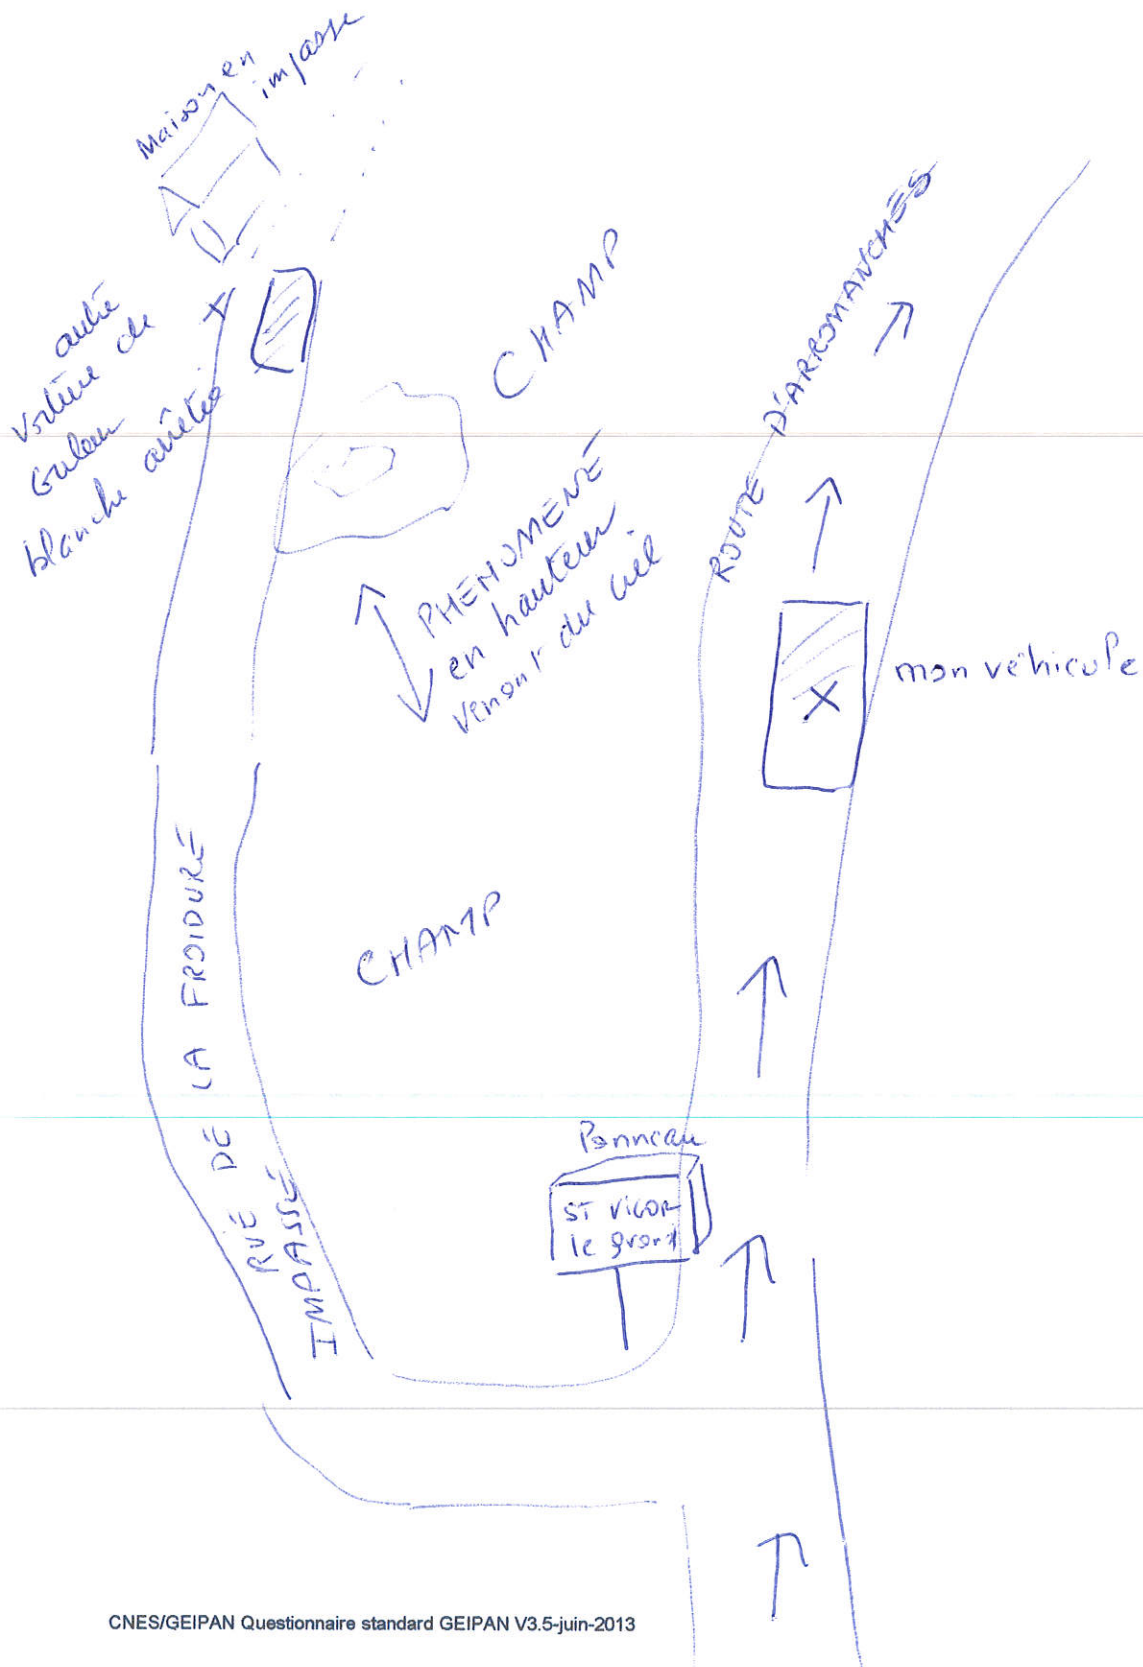 Maison en
impasse
autre
voiture de
couleur
blanche arrêtée
CHAMP
ROUTE D'ARROMANCHES
PHENOMENE
en hauteur
venant du ciel
mon véhicule
RUE DE LA FROIDURE
IMPASSE
CHAMP
Panneau
ST VIGOR
le grand
CNES/GEIPAN Questionnaire standard GEIPAN V3.5-juin-2013